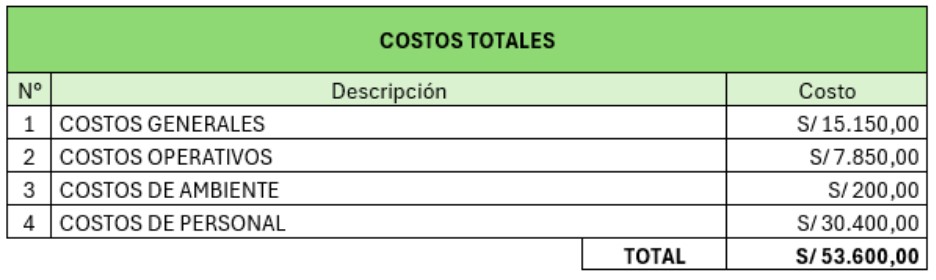 COSTOS TOTALES
Nº Descripción Costo
1 COSTOS GENERALES S/ 15.150,00
2 COSTOS OPERATIVOS S/ 7.850,00
3 COSTOS DE AMBIENTE S/ 200,00
4 COSTOS DE PERSONAL S/ 30.400,00
TOTAL S/ 53.600,00